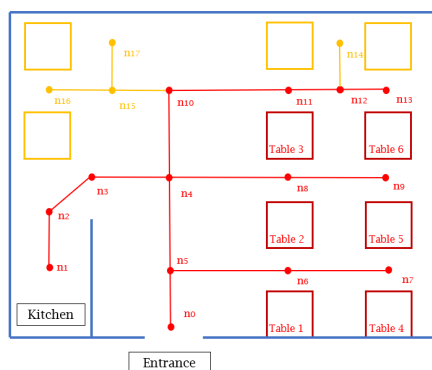 n17
n14
n16
n15
n10
n11
n12
n13
Table 3
Table 6
n3
n4
n8
n9
n2
Table 2
Table 5
n1
n5
n6
n7
Kitchen
n0
Table 1
Table 4
Entrance